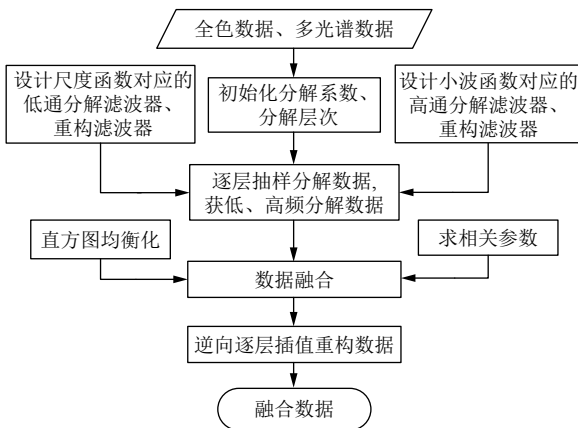 全色数据、多光谱数据
设计尺度函数对应的
低通分解滤波器、
重构滤波器
初始化分解系数、
分解层次
设计小波函数对应的
高通分解滤波器、
重构滤波器
逐层抽样分解数据,
获低、高频分解数据
直方图均衡化
求相关参数
数据融合
逆向逐层插值重构数据
融合数据